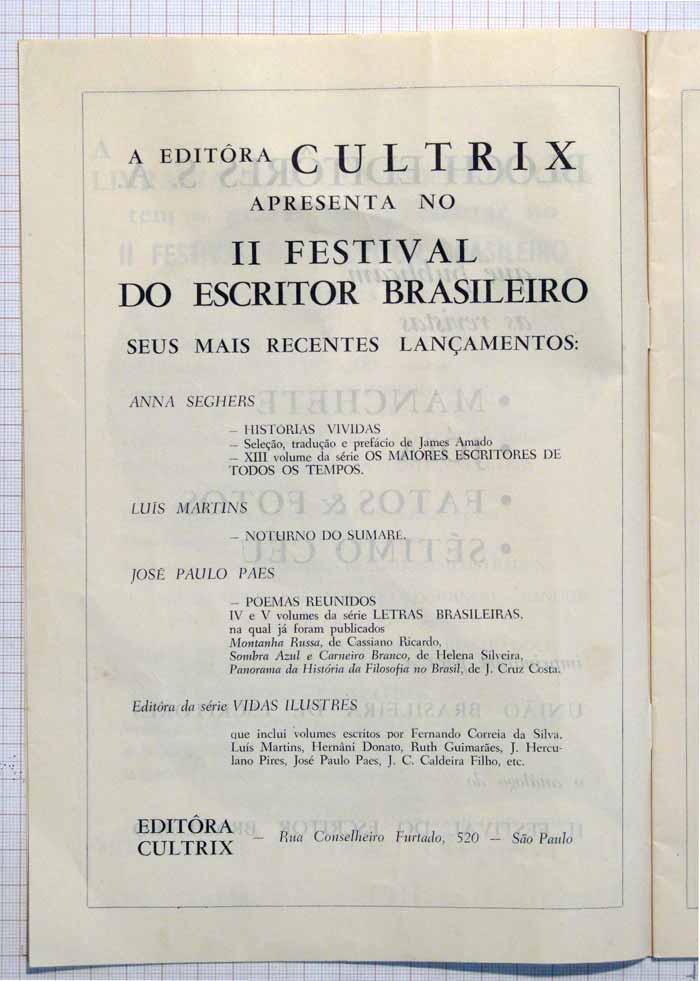 A EDITÔRA CULTRIX
APRESENTA NO
II FESTIVAL
DO ESCRITOR BRASILEIRO
SEUS MAIS RECENTES LANÇAMENTOS:
ANNA SEGHERS
— HISTORIAS VIVIDAS
— Seleção, tradução e prefácio de James Amado
— XIII volume da série OS MAIORES ESCRITORES DE
TODOS OS TEMPOS.
LUÍS MARTINS
— NOTURNO DO SUMARÉ.
JOSÉ PAULO PAES
— POEMAS REUNIDOS
IV e V volumes da série LETRAS BRASILEIRAS,
na qual já foram publicados
Montanha Russa, de Cassiano Ricardo,
Sombra Azul e Carneiro Branco, de Helena Silveira,
Panorama da História da Filosofia no Brasil, de J. Cruz Costa.
Editôra da série VIDAS ILUSTRES
que inclui volumes escritos por Fernando Correia da Silva,
Luís Martins, Hernâni Donato, Ruth Guimarães, J. Hercu-
lano Pires, José Paulo Paes, J. C. Caldeira Filho, etc.
EDITÔRA
CULTRIX — Rua Conselheiro Furtado, 520 — São Paulo